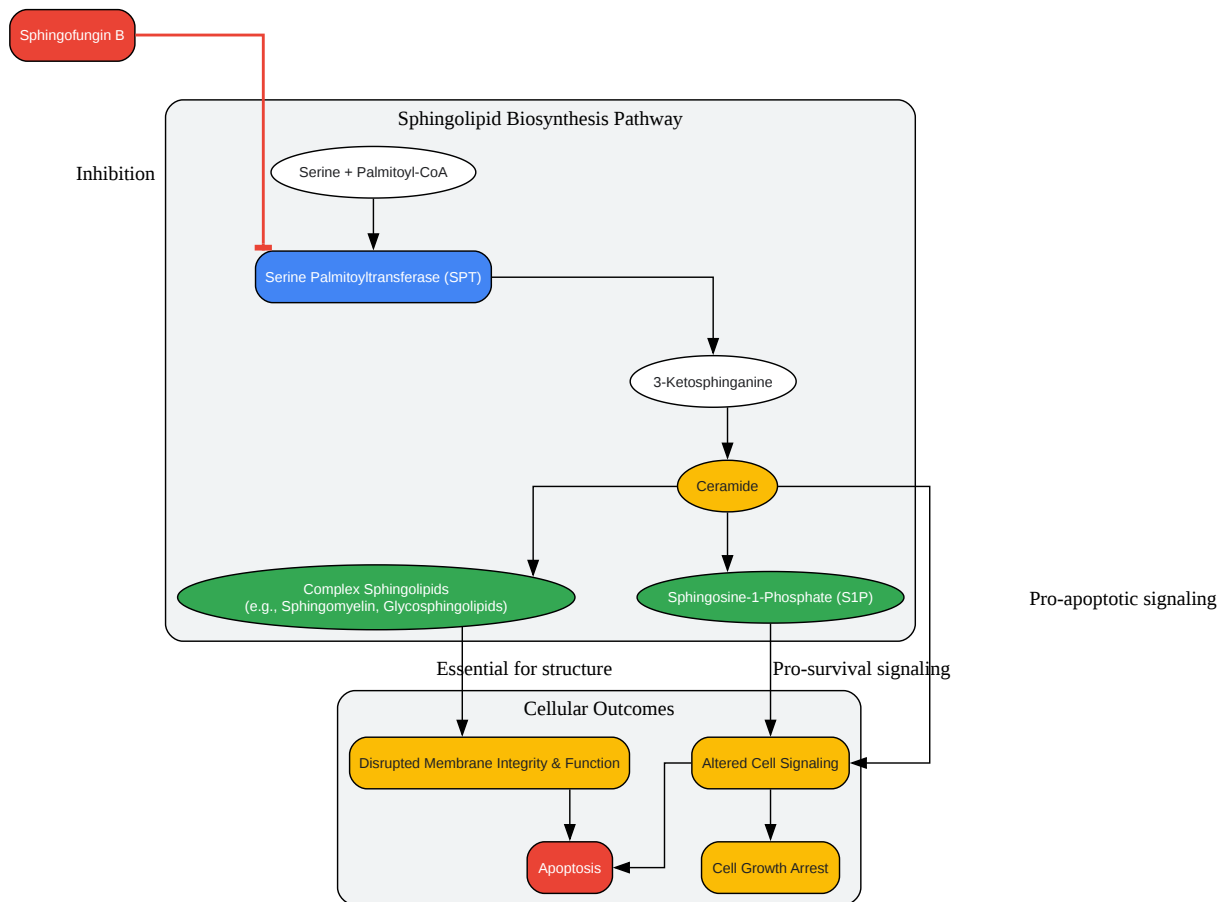 Sphingofungin B
Sphingolipid Biosynthesis Pathway
Inhibition
Serine + Palmitoyl-CoA
Serine Palmitoyltransferase (SPT)
3-Ketosphinganine
Ceramide
Complex Sphingolipids
(e.g., Sphingomyelin, Glycosphingolipids)
Sphingosine-1-Phosphate (S1P)
Pro-apoptotic signaling
Essential for structure
Pro-survival signaling
Cellular Outcomes
Disrupted Membrane Integrity & Function
Altered Cell Signaling
Apoptosis
Cell Growth Arrest